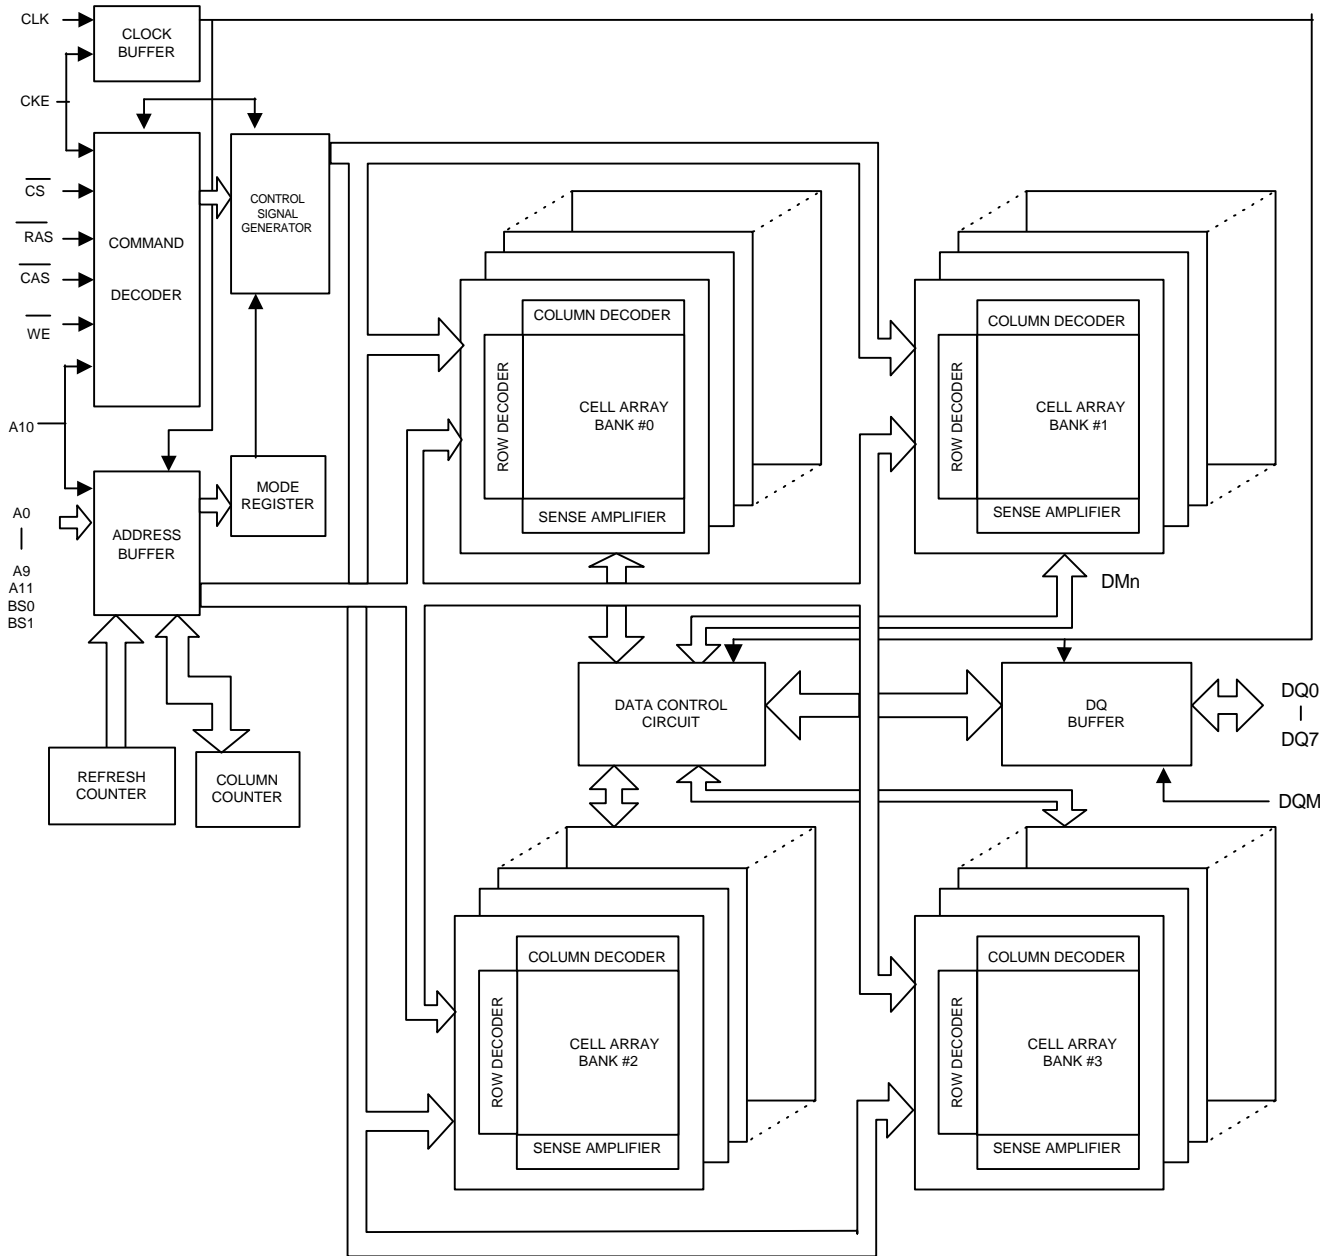 CLK
CLOCK
BUFFER
CKE
CS
RAS
CAS
WE
COMMAND
DECODER
CONTROL
SIGNAL
GENERATOR
A10
MODE
REGISTER
A0
A9
A11
BS0
BS1
ADDRESS
BUFFER
REFRESH
COUNTER
COLUMN
COUNTER
COLUMN DECODER
ROW DECODER
CELL ARRAY
BANK #0
SENSE AMPLIFIER
COLUMN DECODER
ROW DECODER
CELL ARRAY
BANK #1
SENSE AMPLIFIER
DMn
DATA CONTROL
CIRCUIT
DQ
BUFFER
DQ0
DQ7
DQM
COLUMN DECODER
ROW DECODER
CELL ARRAY
BANK #2
SENSE AMPLIFIER
COLUMN DECODER
ROW DECODER
CELL ARRAY
BANK #3
SENSE AMPLIFIER